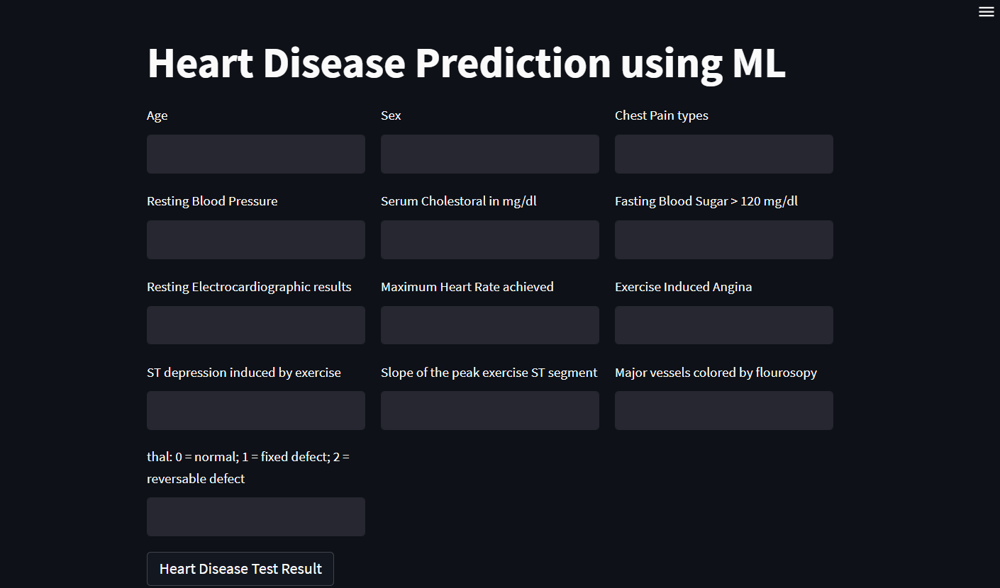 Heart Disease Prediction using ML
Age
Sex
Chest Pain types
Resting Blood Pressure
Serum Cholestoral in mg/dl
Fasting Blood Sugar > 120 mg/dl
Resting Electrocardiographic results
Maximum Heart Rate achieved
Exercise Induced Angina
ST depression induced by exercise
Slope of the peak exercise ST segment
Major vessels colored by flourosopy
thal: 0 = normal; 1 = fixed defect; 2 =
reversable defect
Heart Disease Test Result